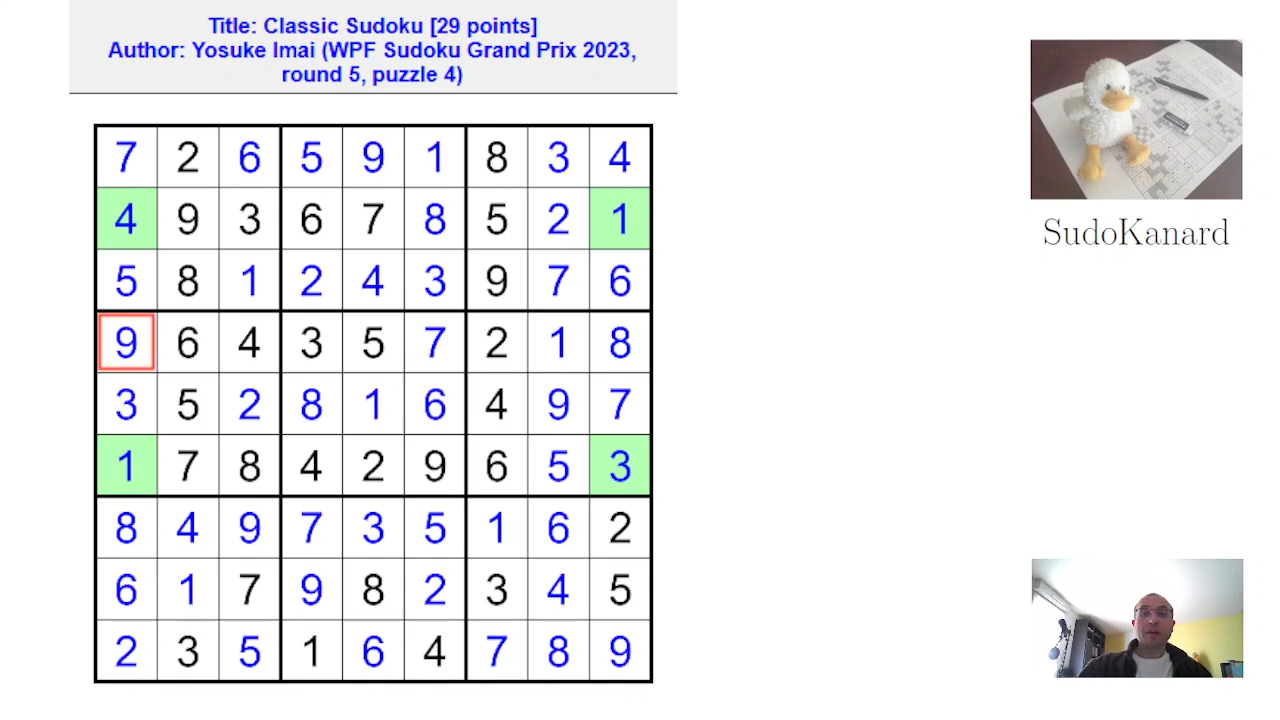 Title: Classic Sudoku [29 points]
Author: Yosuke Imai (WPF Sudoku Grand Prix 2023,
round 5, puzzle 4)
7 2 6 5 9 1 8 3 4
4 9 3 6 7 8 5 2 1
5 8 1 2 4 3 9 7 6
9 6 4 3 5 7 2 1 8
3 5 2 8 1 6 4 9 7
1 7 8 4 2 9 6 5 3
8 4 9 7 3 5 1 6 2
6 1 7 9 8 2 3 4 5
2 3 5 1 6 4 7 8 9
SudoKanard